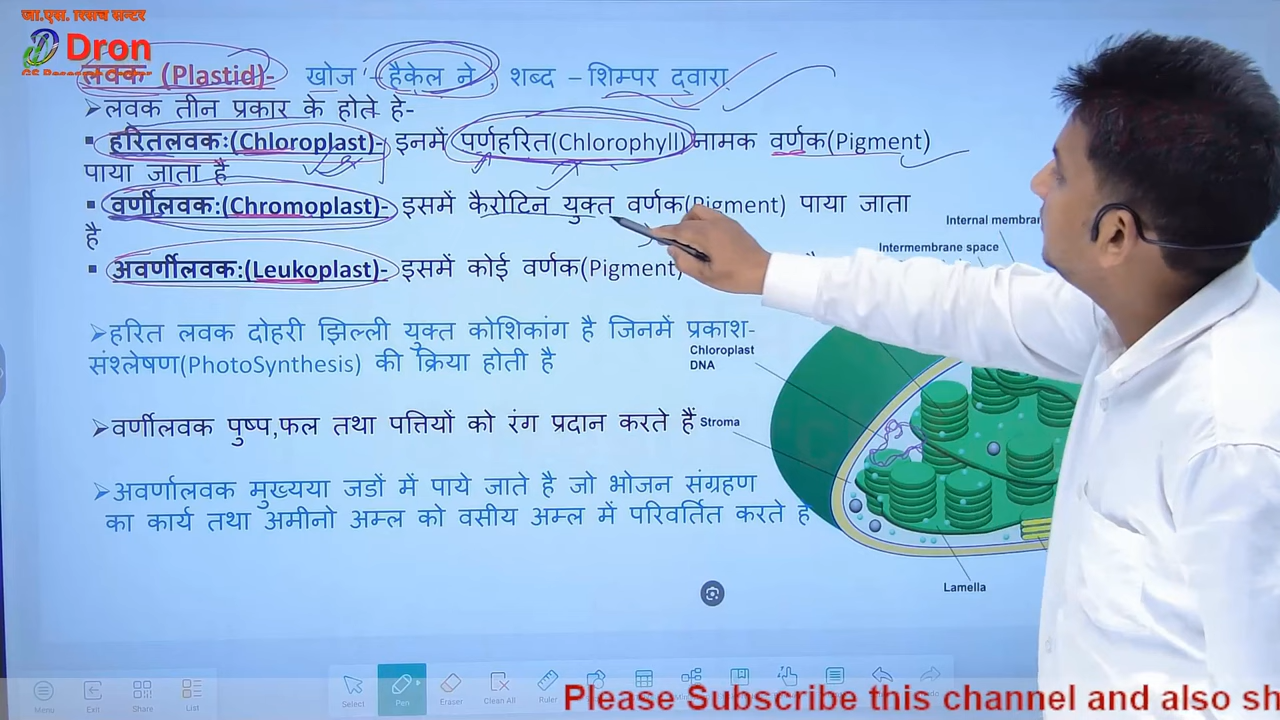 जी.एस. रिसर्च सेन्टर
Dron
लवक (Plastid)- खोज – हैकेल ने , शब्द – शिम्पर द्वारा
➢लवक तीन प्रकार के होते हे-
▪ हरितलवक:(Chloroplast)- इनमें पर्णहरित(Chlorophyll) नामक वर्णक(Pigment)
पाया जाता है
▪ वर्णीलवक:(Chromoplast)- इसमें कैरोटिन युक्त वर्णक(Pigment) पाया जाता
है
Internal membra
Intermembrane space
▪ अवर्णीलवक:(Leukoplast)- इसमें कोई वर्णक(Pigment)
➢हरित लवक दोहरी झिल्ली युक्त कोशिकांग है जिनमें प्रकाश-
संश्लेषण(PhotoSynthesis) की क्रिया होती है
Chloroplast
DNA
➢वर्णीलवक पुष्प,फल तथा पत्तियों को रंग प्रदान करते हैं
Stroma
➢अवर्णालवक मुख्यया जडों में पाये जाते है जो भोजन संग्रहण
का कार्य तथा अमीनो अम्ल को वसीय अम्ल में परिवर्तित करते है
Lamella
Menu Exit Share List Select Pen Eraser Clean All Ruler
Please Subscribe this channel and also sh